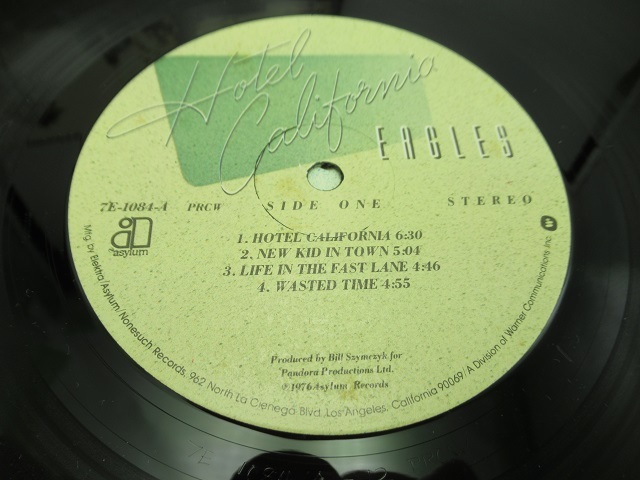 Hotel
California
EAGLES
7E-1084-A PRCW SIDE ONE STEREO
asylum
1. HOTEL CALIFORNIA 6:30
2. NEW KID IN TOWN 5:04
3. LIFE IN THE FAST LANE 4:46
4. WASTED TIME 4:55
Produced by Bill Szymczyk for
Pandora Productions Ltd.
℗ 1976 Asylum Records
Mfg. by Elektra/Asylum/Nonesuch Records, 962 North La Cienega Blvd., Los Angeles, California 90069/A Division of Warner Communications Inc.